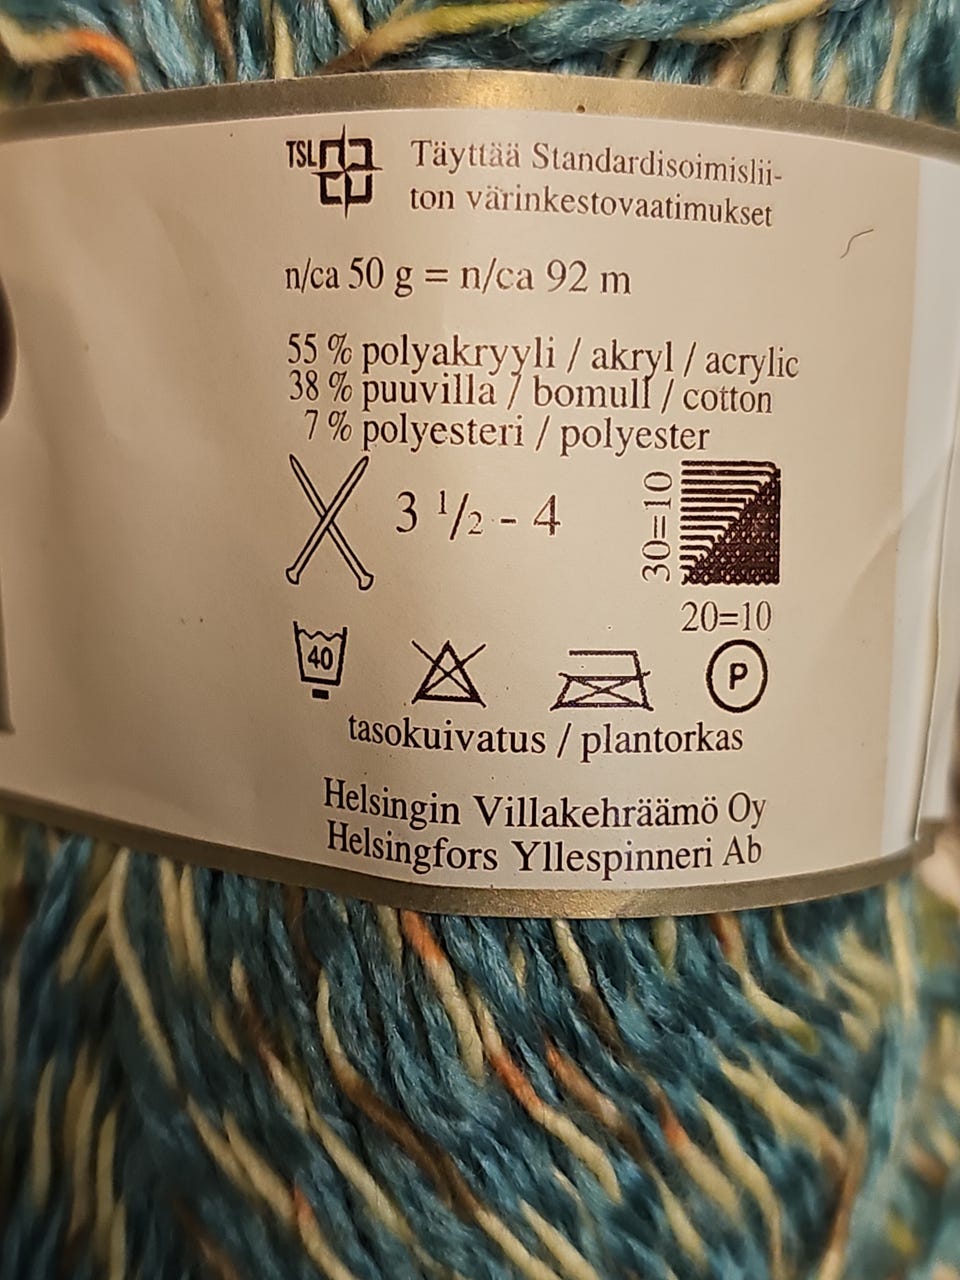 TSL Täyttää Standardisoimislii-
ton värinkestovaatimukset
n/ca 50 g = n/ca 92 m
55 % polyakryyli / akryl / acrylic
38 % puuvilla / bomull / cotton
7 % polyesteri / polyester
3 1/2 - 4
30=10
20=10
40
P
tasokuivatus / plantorkas
Helsingin Villakehräämö Oy
Helsingfors Yllespinneri Ab